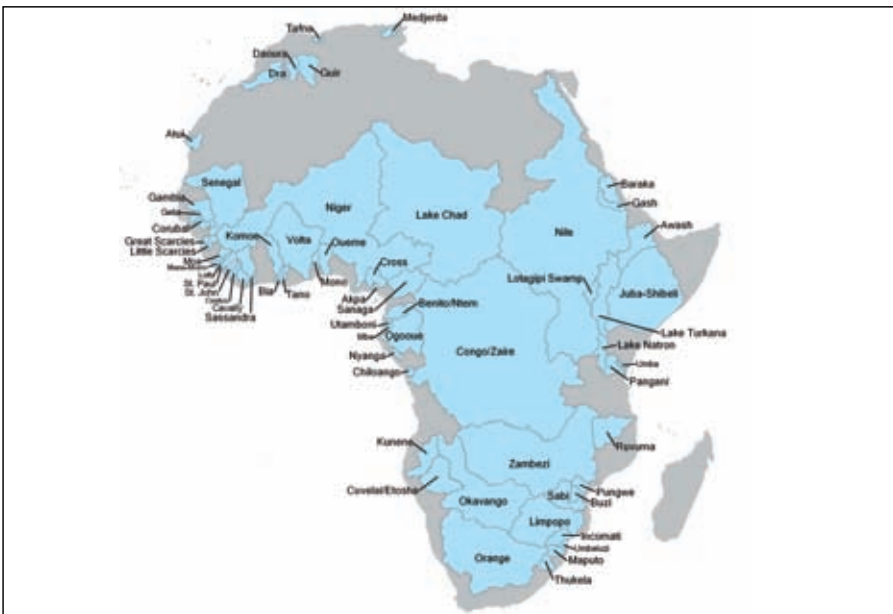 Tafna
Medjerda
Daoura
Dra
Guir
Atui
Senegal
Baraka
Gambia
Gash
Geba
Niger
Lake Chad
Awash
Corubal
Nile
Great Scarcies
Komoe
Volta
Oueme
Little Scarcies
Cross
Moa
Lotagipi Swamp
Juba-Shibeli
St. Paul
St. John
Bia
Tano
Mono
Akpa
Benito/Ntem
Cavally
Sanaga
Sassandra
Utamboni
Lake Turkana
Mbe
Ogooue
Lake Natron
Nyanga
Congo/Zaire
Umba
Chiloango
Pangani
Kunene
Ruvuma
Zambezi
Cuvelai/Etosha
Pungwe
Okavango
Sabi
Buzi
Limpopo
Incomati
Umbeluzi
Orange
Maputo
Thukela